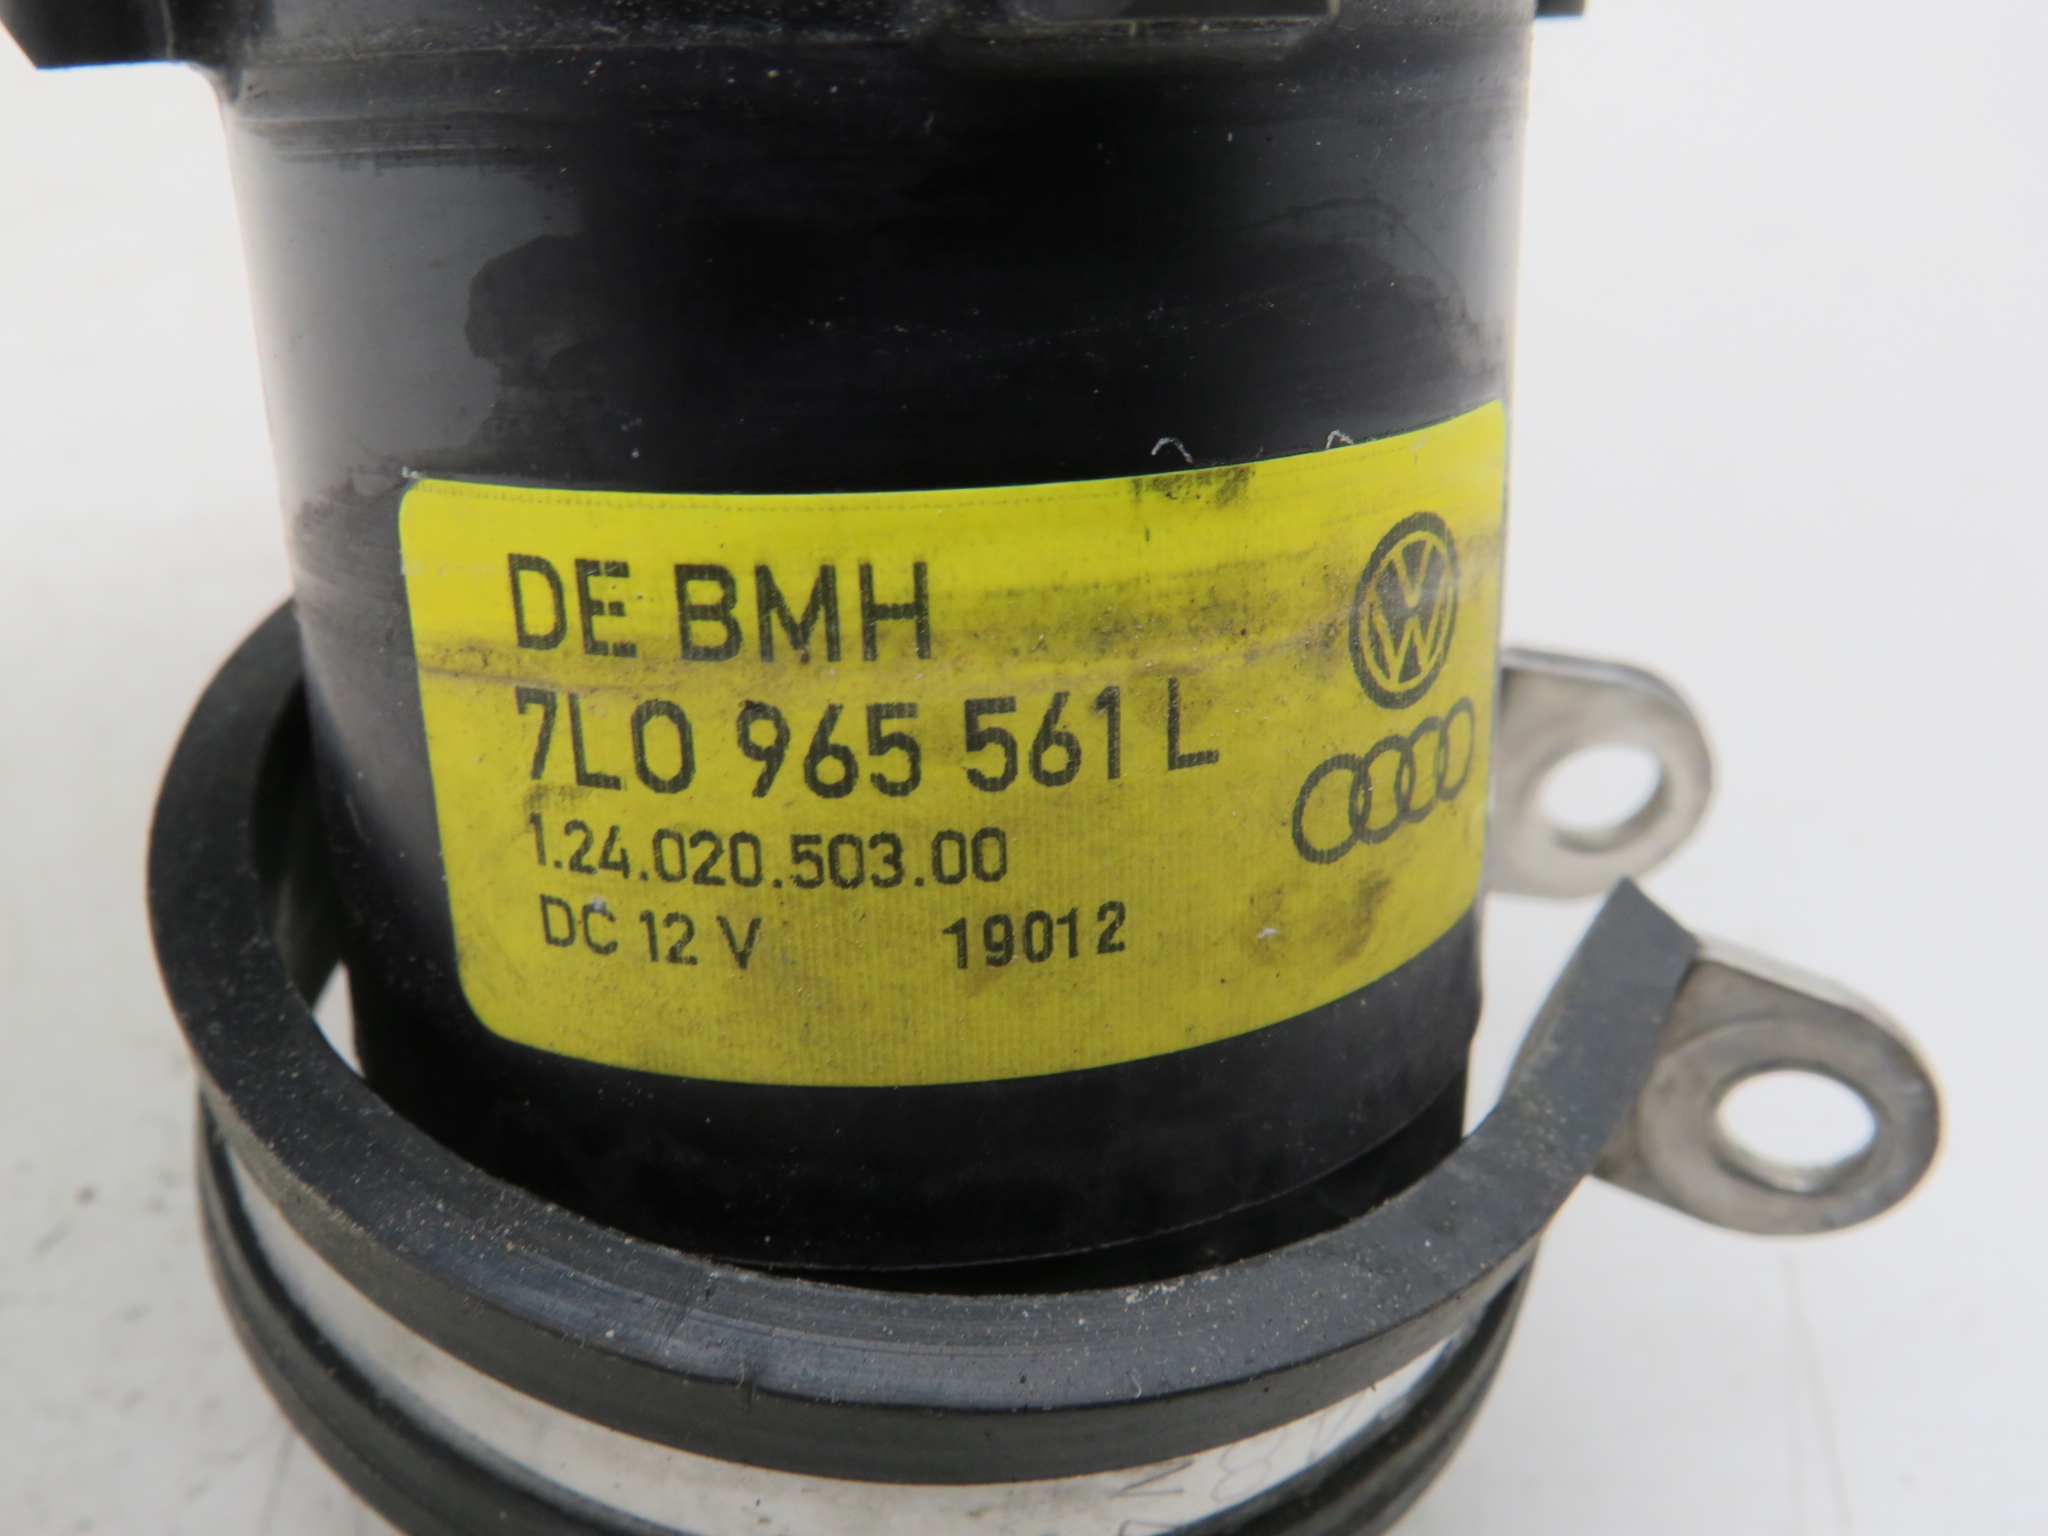 DE BMH
7L0 965 561 L
1.24.020.503.00
DC 12 V 19012